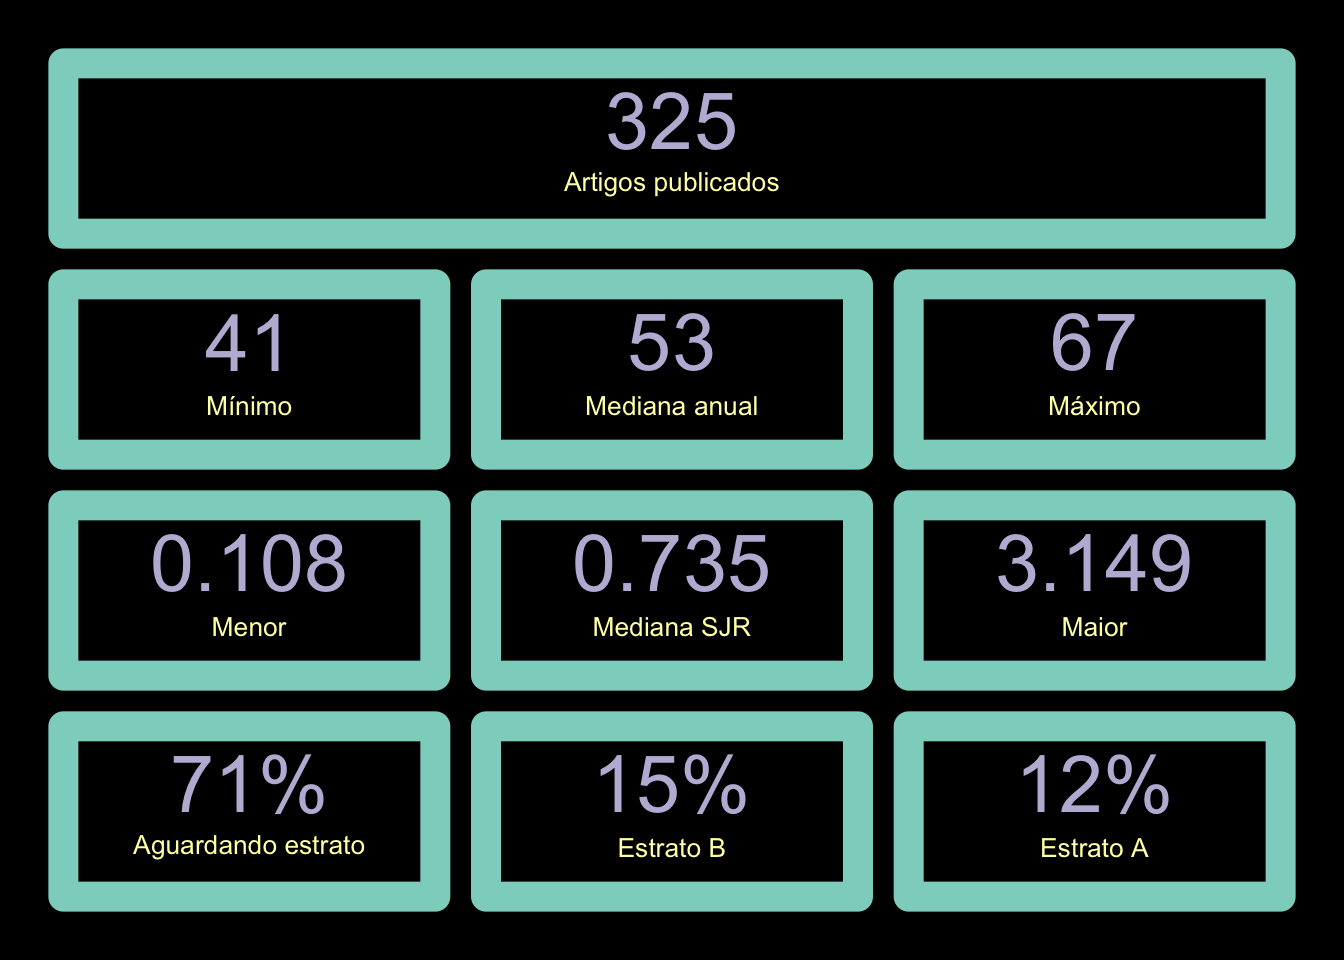 325
Artigos publicados
41
Mínimo
53
Mediana anual
67
Máximo
0.108
Menor
0.735
Mediana SJR
3.149
Maior
71%
Aguardando estrato
15%
Estrato B
12%
Estrato A